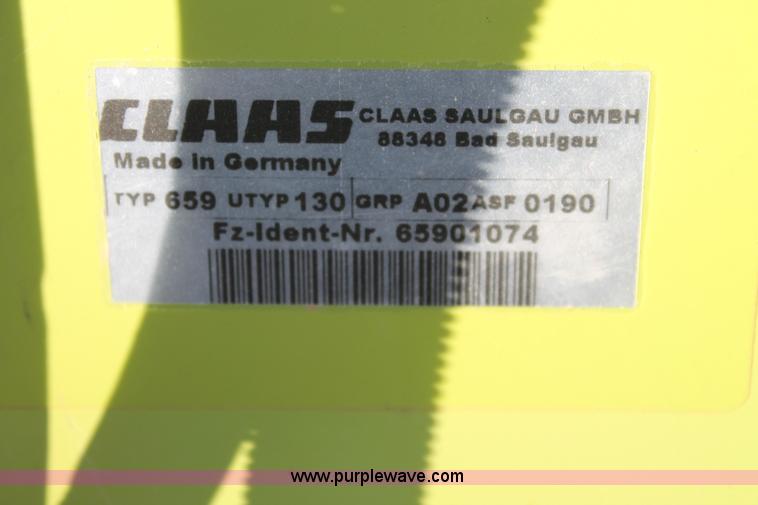 CLAAS CLAAS SAULGAU GMBH
88348 Bad Saulgau
Made in Germany
TYP 659 UTYP 130 GRP A02 ASF 0190
Fz-Ident-Nr. 65901074
www.purplewave.com